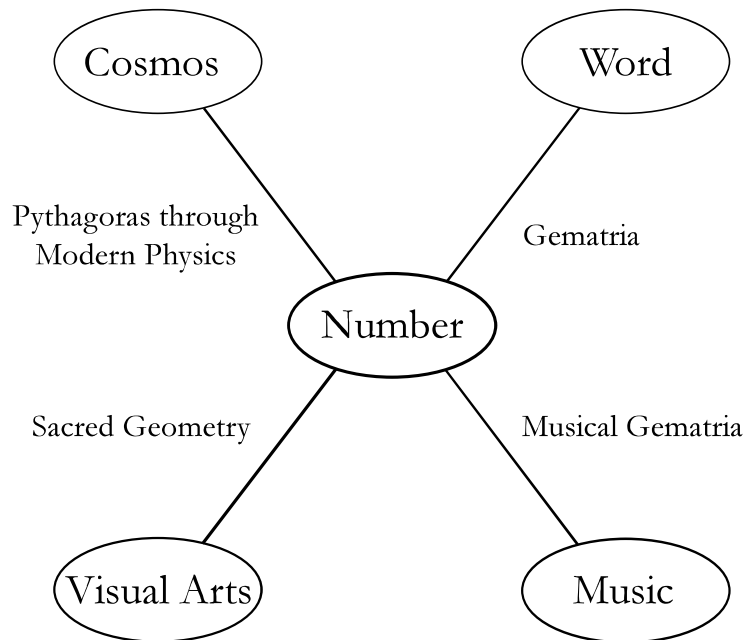 Cosmos
Word
Pythagoras through
Modern Physics
Gematria
Number
Sacred Geometry
Musical Gematria
Visual Arts
Music